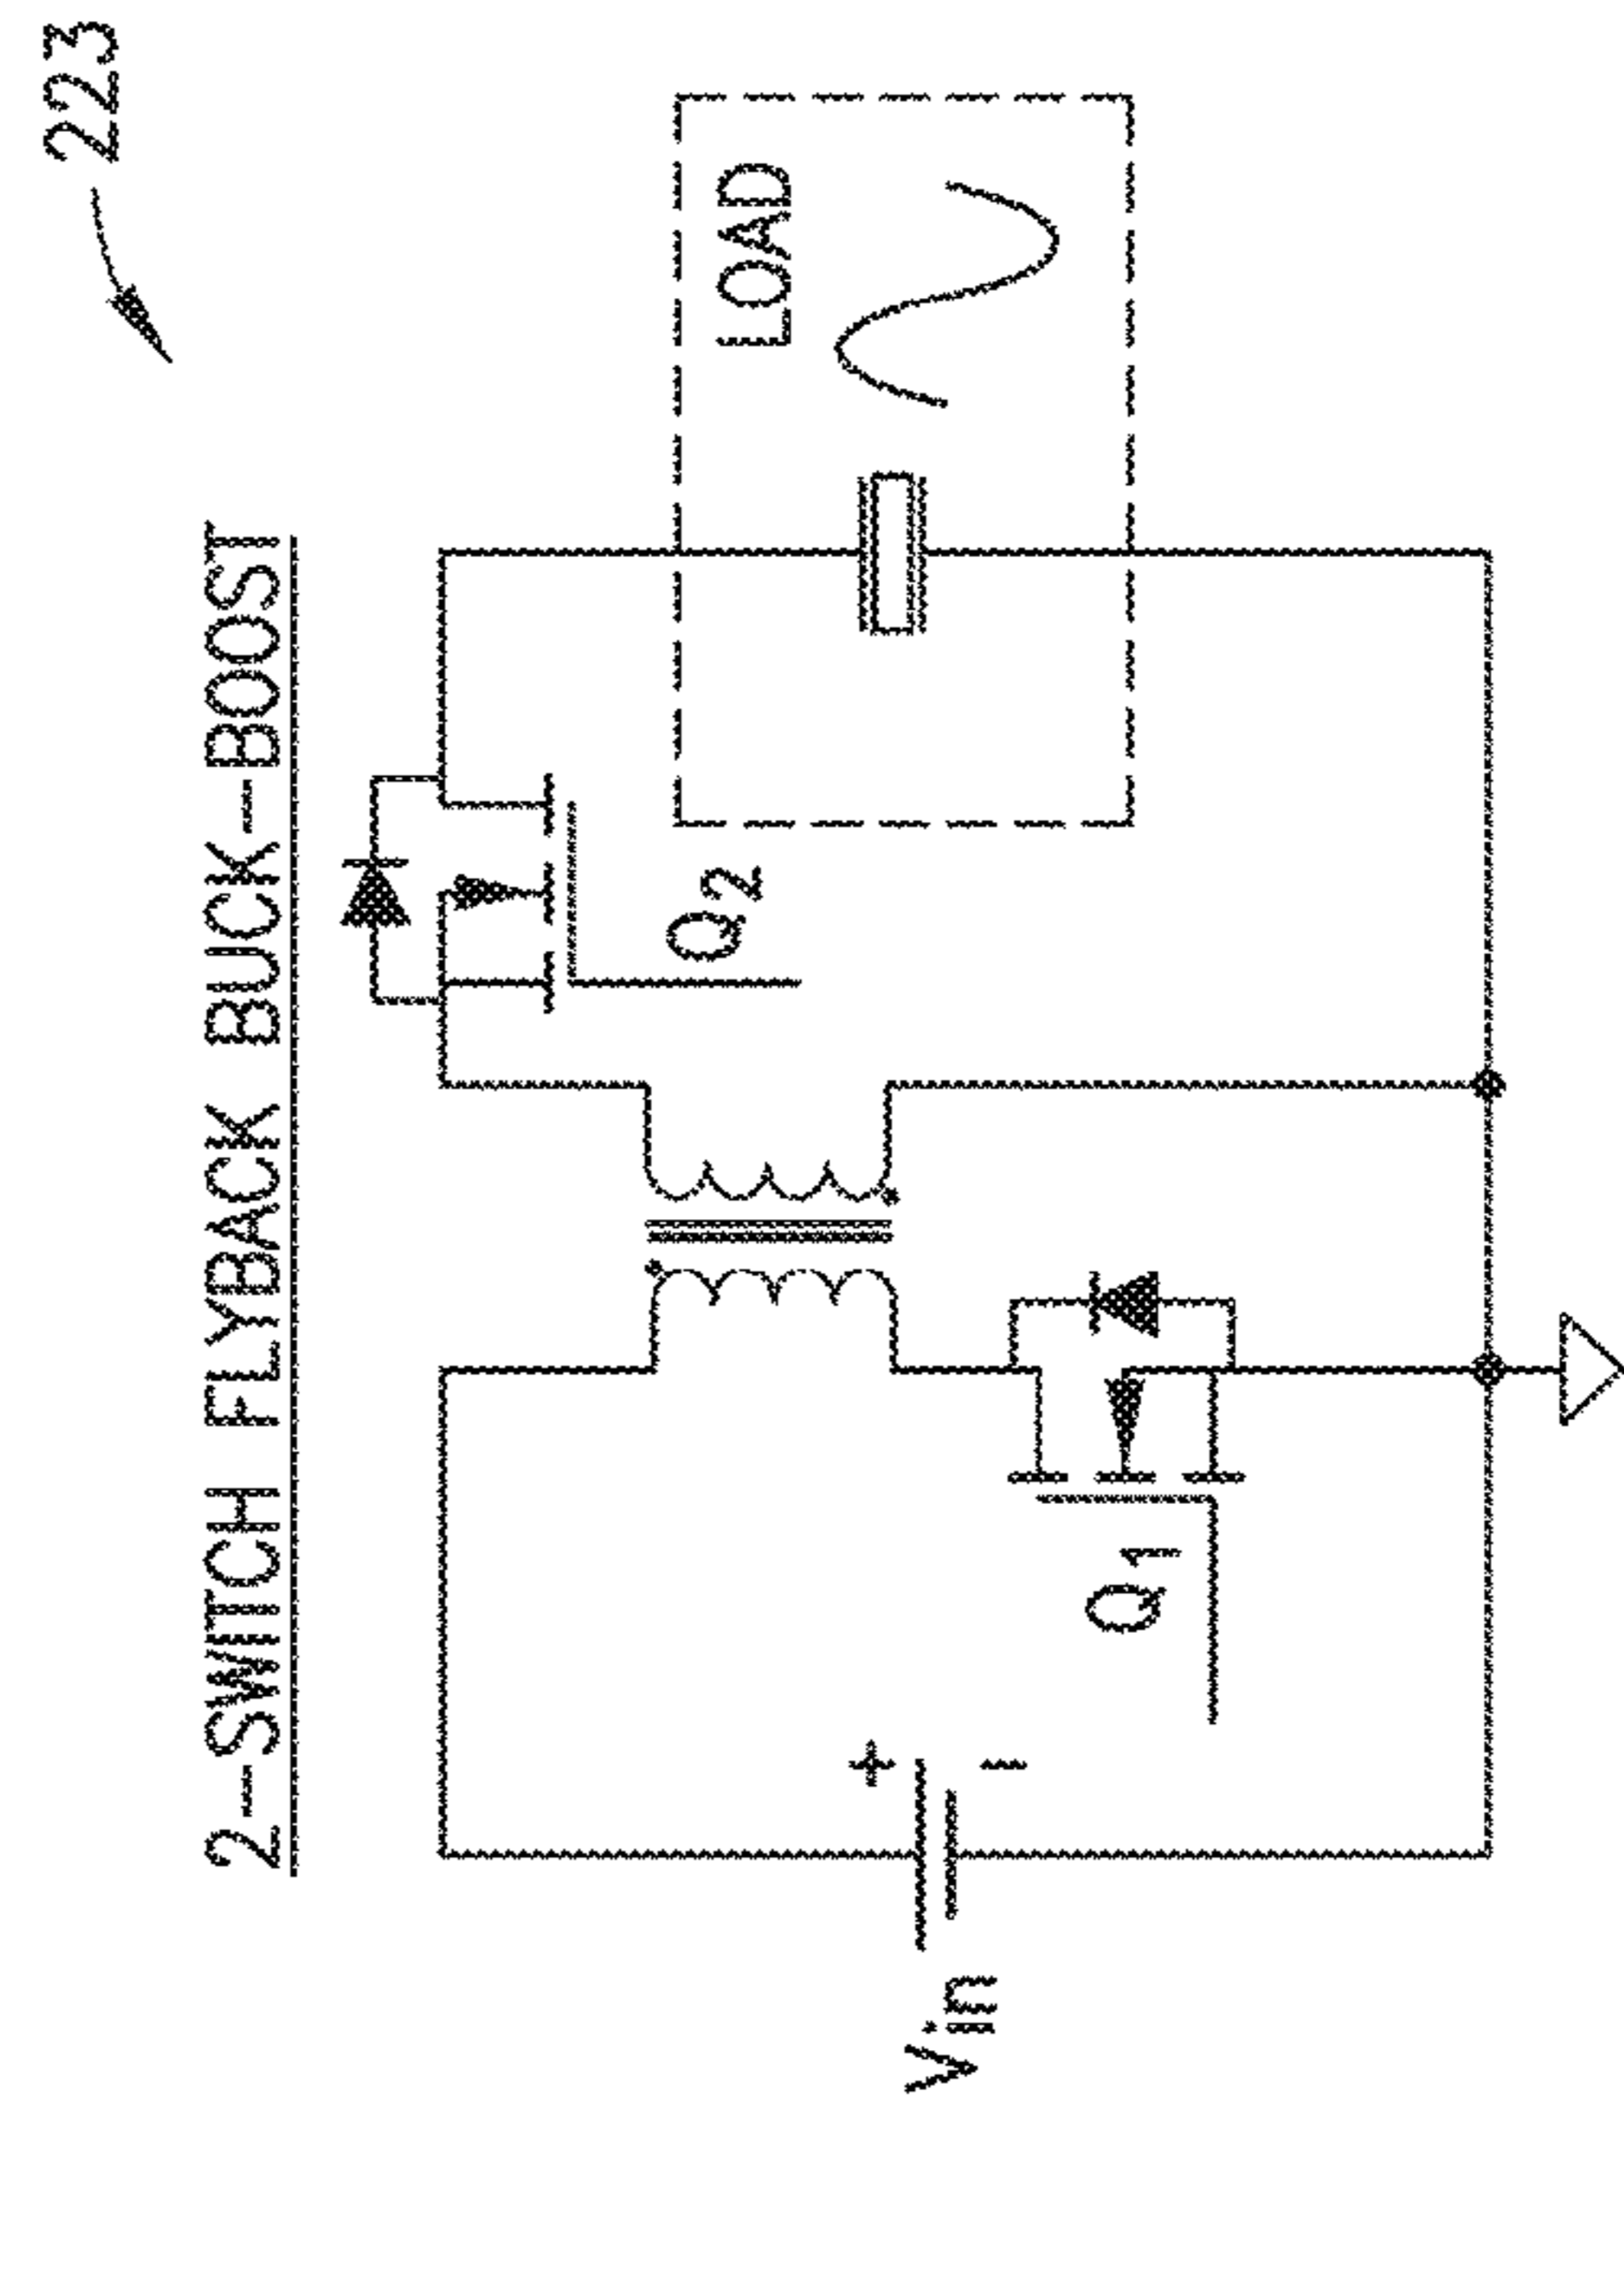 223
2-SWITCH FLYBACK BUCK-BOOST
LOAD
Q2
Q1
+
-
Vin